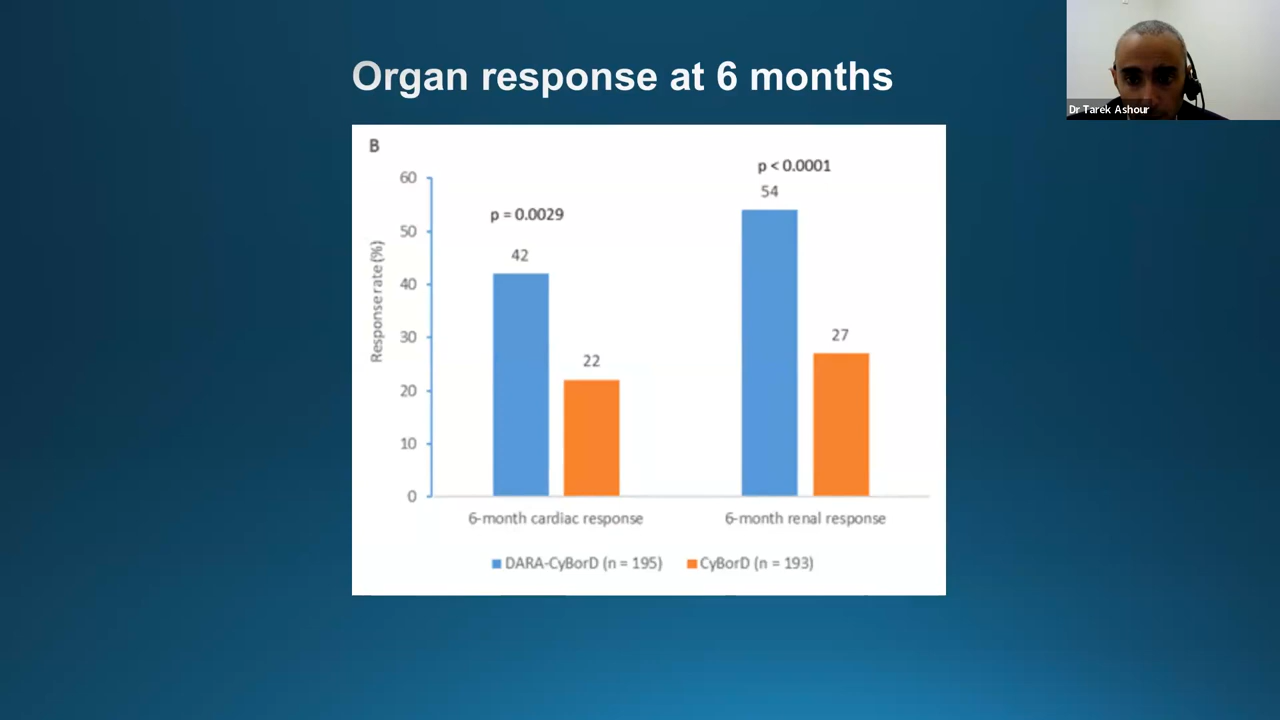 Organ response at 6 months
Dr Tarek Ashour
B
p < 0.0001
60
54
p = 0.0029
50
42
Response rate (%)
40
30
27
22
20
10
0
6-month cardiac response
6-month renal response
DARA-CyBorD (n = 195)
CyBorD (n = 193)